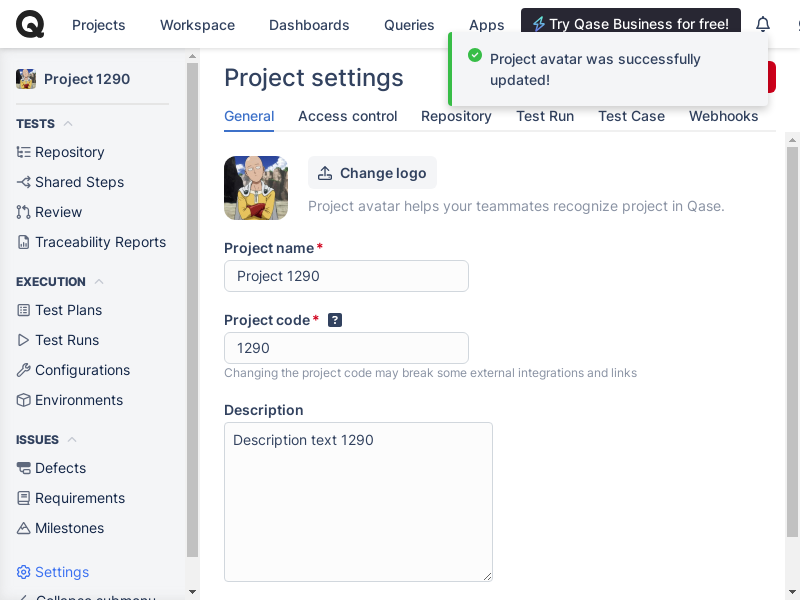 Projects
Workspace
Dashboards
Queries
Apps
Try Qase Business for free!
Project avatar was successfully
updated!
Project 1290
TESTS
Repository
Shared Steps
Review
Traceability Reports
EXECUTION
Test Plans
Test Runs
Configurations
Environments
ISSUES
Defects
Requirements
Milestones
Settings
Collapse submenu
Project settings
General
Access control
Repository
Test Run
Test Case
Webhooks
Change logo
Project avatar helps your teammates recognize project in Qase.
Project name*
Project 1290
Project code* ?
1290
Changing the project code may break some external integrations and links
Description
Description text 1290